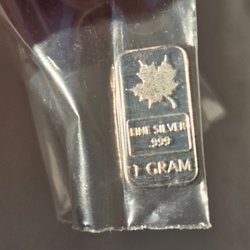 FINE SILVER
.999
1 GRAM